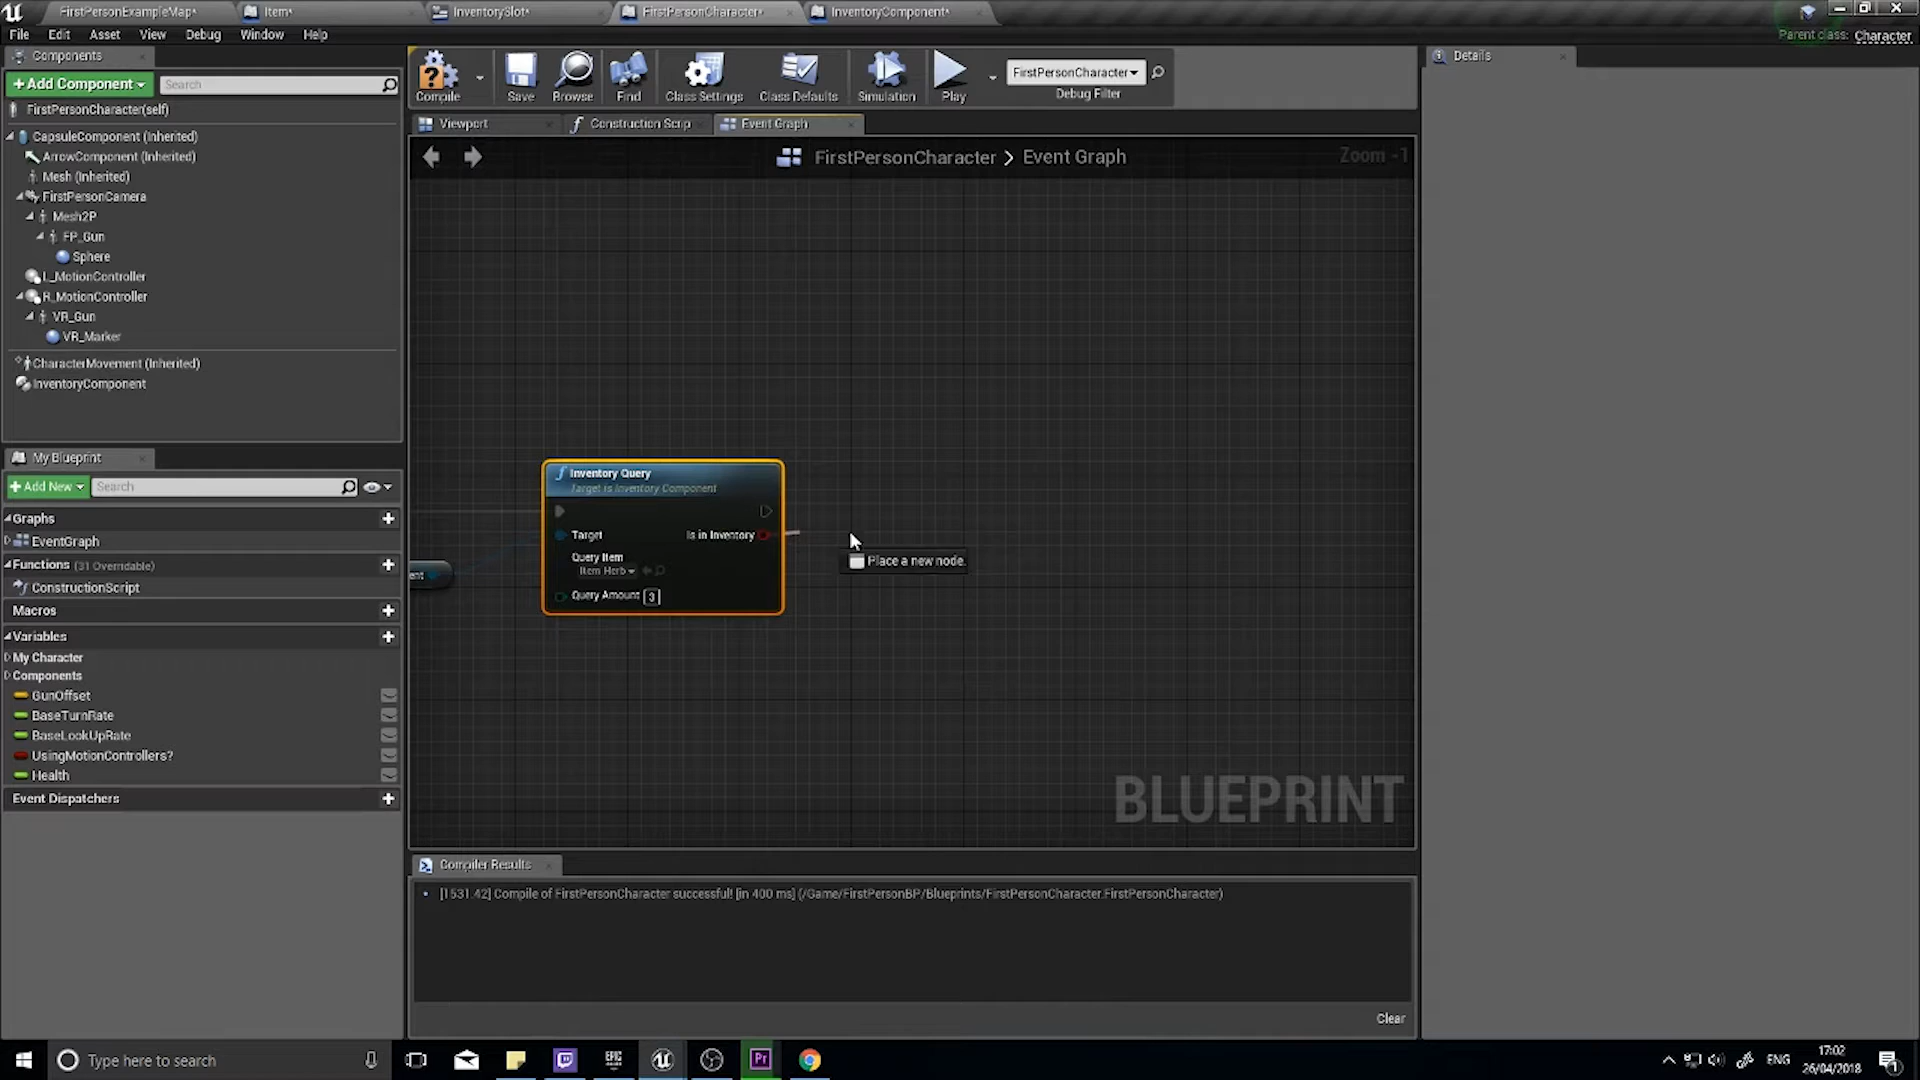 FirstPersonExampleMap*
Item*
InventorySlot*
FirstPersonCharacter*
InventoryComponent*
File Edit Asset View Debug Window Help
Parent class: Character
Components
+Add Component
Search
FirstPersonCharacter(self)
CapsuleComponent (Inherited)
ArrowComponent (Inherited)
Mesh (Inherited)
FirstPersonCamera
Mesh2P
FP_Gun
Sphere
L_MotionController
R_MotionController
VR_Gun
VR_Marker
CharacterMovement (Inherited)
InventoryComponent
My Blueprint
+Add New
Search
Graphs
EventGraph
Functions (31 Overridable)
ConstructionScript
Macros
Variables
My Character
Components
GunOffset
BaseTurnRate
BaseLookUpRate
UsingMotionControllers?
Health
Event Dispatchers
Compile
Save
Browse
Find
Class Settings
Class Defaults
Simulation
Play
FirstPersonCharacter
Debug Filter
Viewport
Construction Scrip
Event Graph
FirstPersonCharacter > Event Graph
Zoom -1
Inventory Query
Target is Inventory Component
Target
Is in Inventory
Query Item
Item Herb
Query Amount 3
ent
Place a new node.
BLUEPRINT
Compiler Results
[1531.42] Compile of FirstPersonCharacter successful! [in 400 ms] (/Game/FirstPersonBP/Blueprints/FirstPersonCharacter.FirstPersonCharacter)
Clear
Details
Type here to search
EPIC
Pr
ENG
17:02
26/04/2018
1